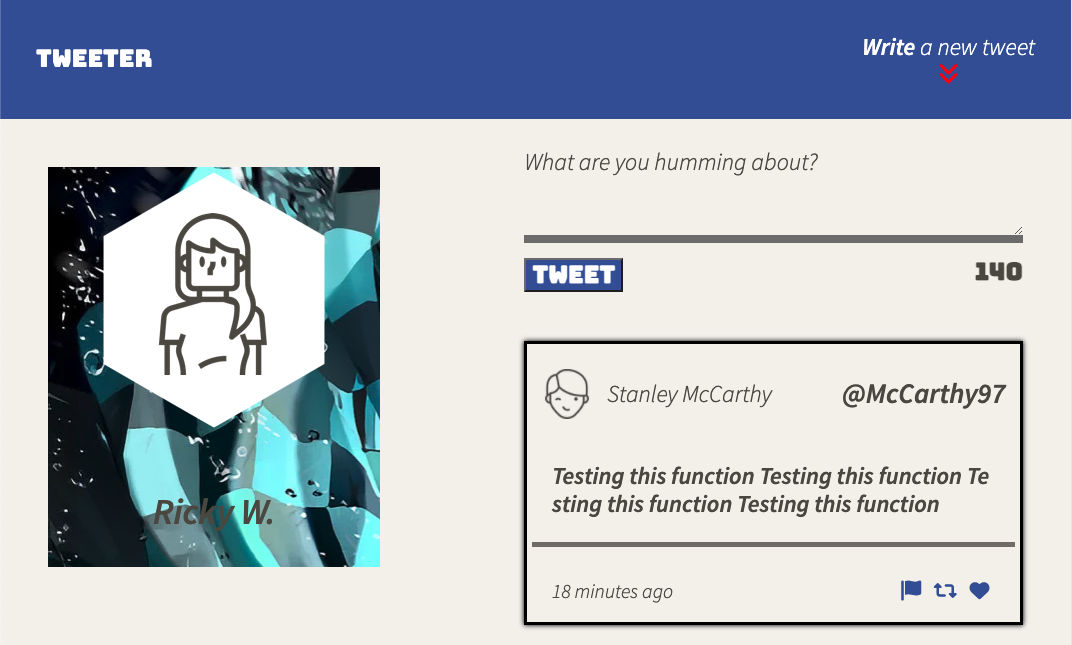 TWEETER
Write a new tweet
What are you humming about?
TWEET
140
Stanley McCarthy
@McCarthy97
Testing this function Testing this function Te
sting this function Testing this function
18 minutes ago
Ricky W.